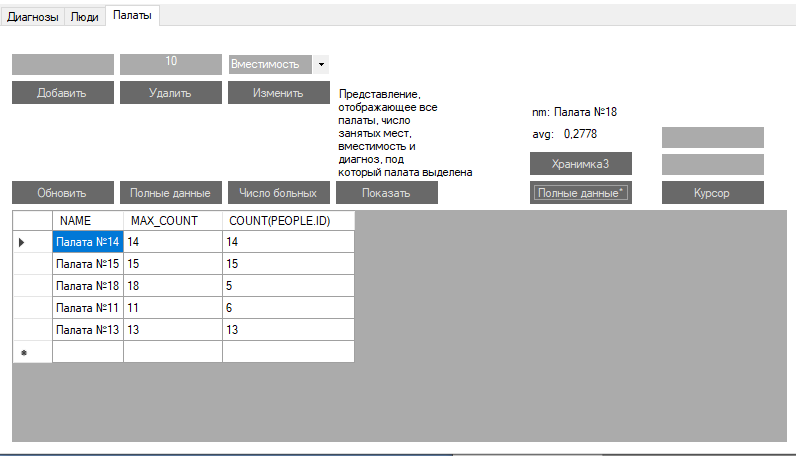 Диагнозы Люди Палаты
10 Вместимость
Добавить Удалить Изменить
Представление,
отображающее все
палаты, число
занятых мест,
вместимость и
диагноз, под
который палата выделена
nm: Палата №18
avg: 0,2778
Хранимка3
Обновить Полные данные Число больных Показать Полные данные* Курсор
NAME MAX_COUNT COUNT(PEOPLE.ID)
Палата №14 14 14
Палата №15 15 15
Палата №18 18 5
Палата №11 11 6
Палата №13 13 13